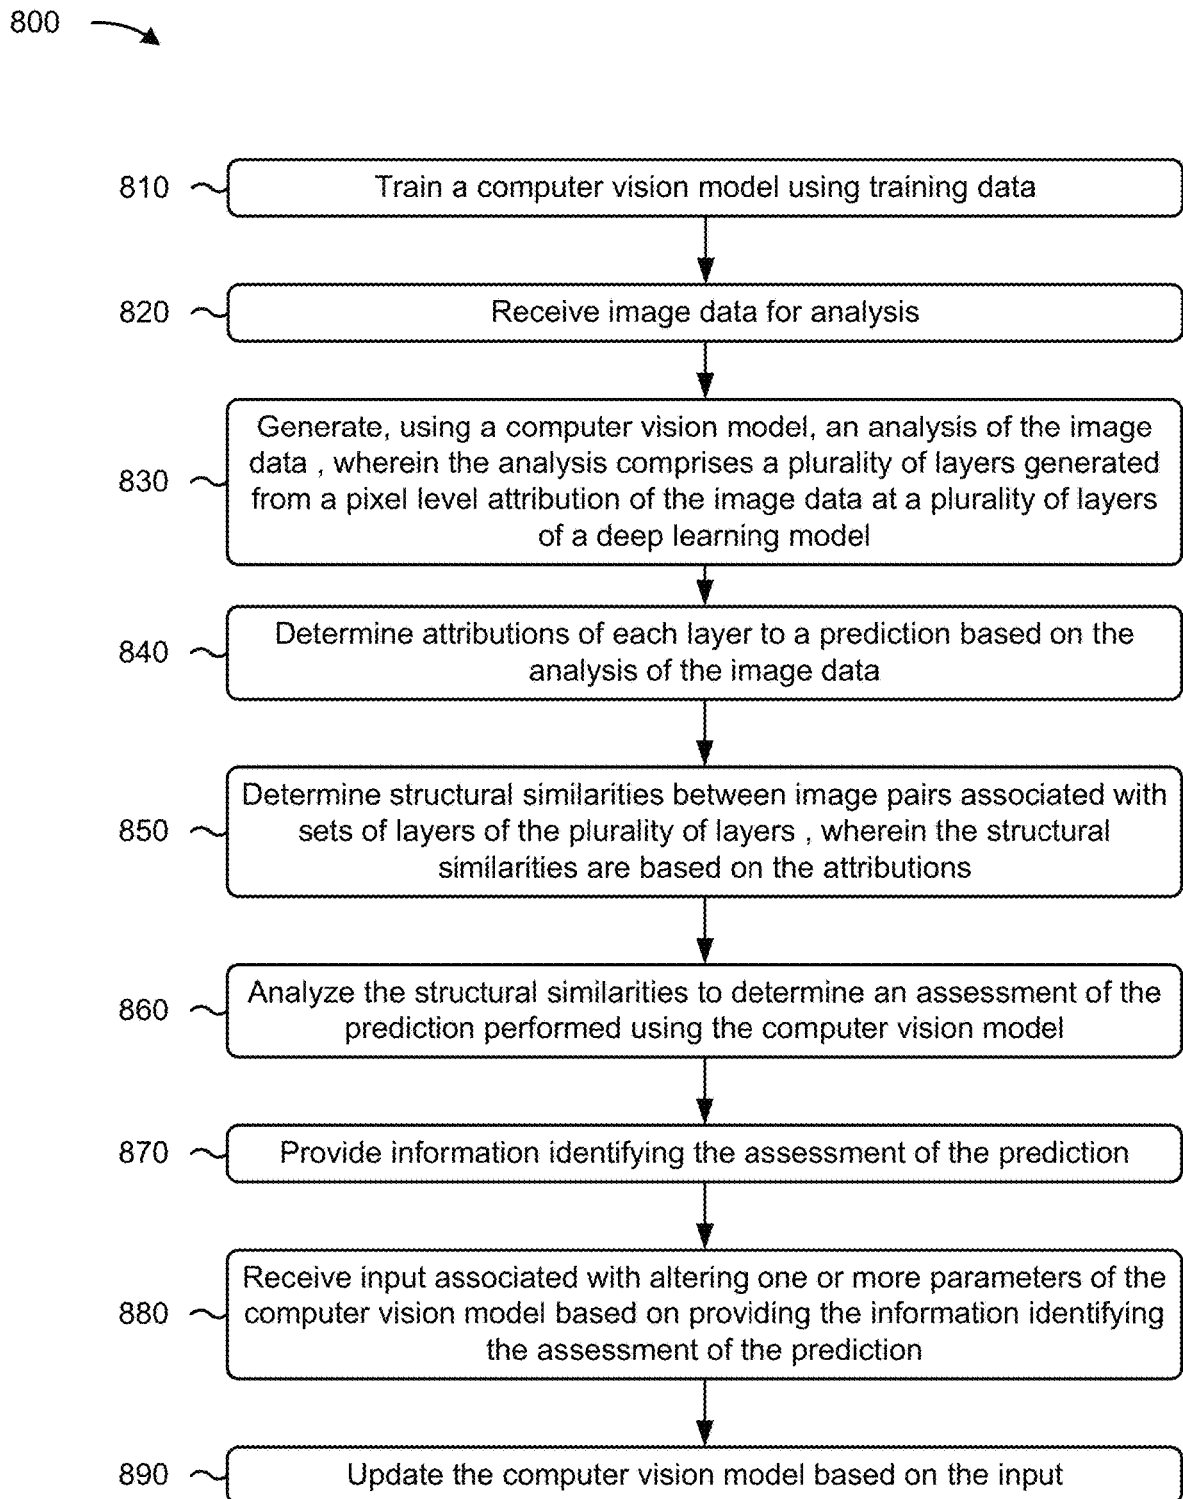 800
810
Train a computer vision model using training data
820
Receive image data for analysis
830
Generate, using a computer vision model, an analysis of the image
data , wherein the analysis comprises a plurality of layers generated
from a pixel level attribution of the image data at a plurality of layers
of a deep learning model
840
Determine attributions of each layer to a prediction based on the
analysis of the image data
850
Determine structural similarities between image pairs associated with
sets of layers of the plurality of layers , wherein the structural
similarities are based on the attributions
860
Analyze the structural similarities to determine an assessment of the
prediction performed using the computer vision model
870
Provide information identifying the assessment of the prediction
880
Receive input associated with altering one or more parameters of the
computer vision model based on providing the information identifying
the assessment of the prediction
890
Update the computer vision model based on the input